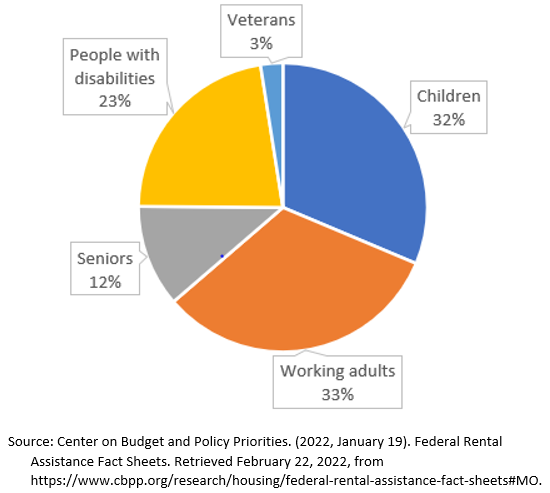 Veterans
3%
People with
disabilities
23%
Children
32%
Seniors
12%
Working adults
33%
Source: Center on Budget and Policy Priorities. (2022, January 19). Federal Rental
Assistance Fact Sheets. Retrieved February 22, 2022, from
https://www.cbpp.org/research/housing/federal-rental-assistance-fact-sheets#MO.